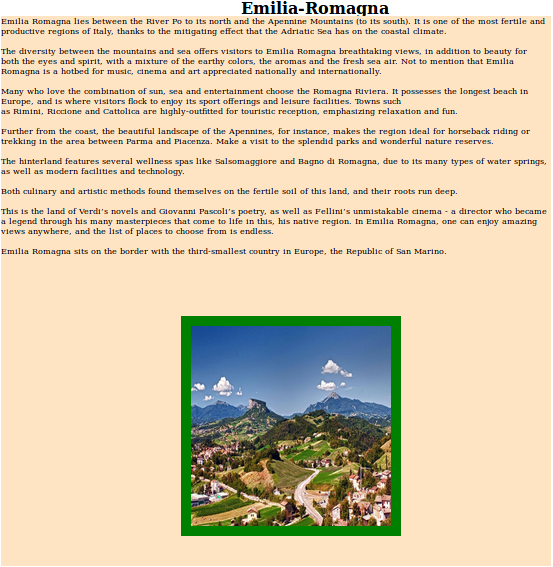 Emilia-Romagna
Emilia Romagna lies between the River Po to its north and the Apennine Mountains (to its south). It is one of the most fertile and
productive regions of Italy, thanks to the mitigating effect that the Adriatic Sea has on the coastal climate.
The diversity between the mountains and sea offers visitors to Emilia Romagna breathtaking views, in addition to beauty for
both the eyes and spirit, with a mixture of the earthy colors, the aromas and the fresh sea air. Not to mention that Emilia
Romagna is a hotbed for music, cinema and art appreciated nationally and internationally.
Many who love the combination of sun, sea and entertainment choose the Romagna Riviera. It possesses the longest beach in
Europe, and is where visitors flock to enjoy its sport offerings and leisure facilities. Towns such
as Rimini, Riccione and Cattolica are highly-outfitted for touristic reception, emphasizing relaxation and fun.
Further from the coast, the beautiful landscape of the Apennines, for instance, makes the region ideal for horseback riding or
trekking in the area between Parma and Piacenza. Make a visit to the splendid parks and wonderful nature reserves.
The hinterland features several wellness spas like Salsomaggiore and Bagno di Romagna, due to its many types of water springs,
as well as modern facilities and technology.
Both culinary and artistic methods found themselves on the fertile soil of this land, and their roots run deep.
This is the land of Verdi's novels and Giovanni Pascoli's poetry, as well as Fellini's unmistakable cinema - a director who became
a legend through his many masterpieces that come to life in this, his native region. In Emilia Romagna, one can enjoy amazing
views anywhere, and the list of places to choose from is endless.
Emilia Romagna sits on the border with the third-smallest country in Europe, the Republic of San Marino.